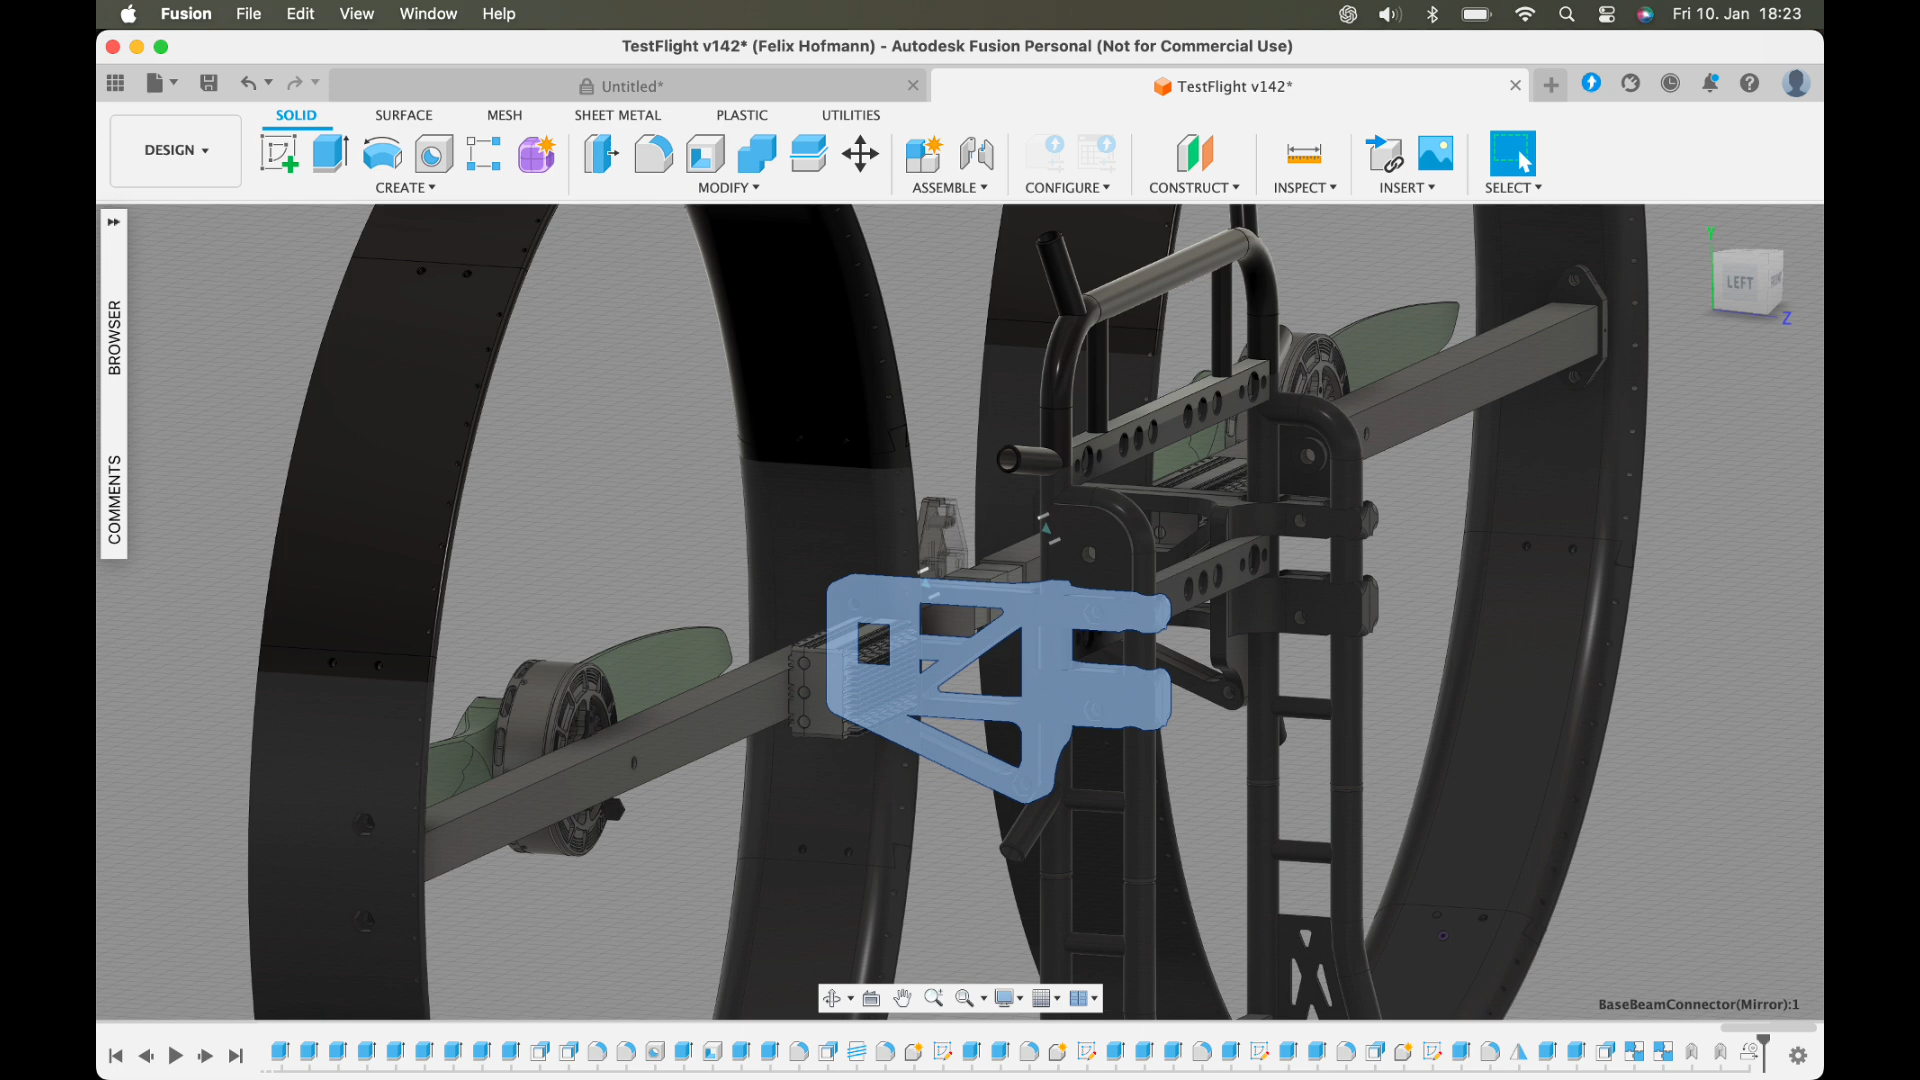 Fusion File Edit View Window Help Fri 10. Jan 18:23
TestFlight v142* (Felix Hofmann) - Autodesk Fusion Personal (Not for Commercial Use)
Untitled* TestFlight v142*
SOLID SURFACE MESH SHEET METAL PLASTIC UTILITIES
DESIGN
CREATE MODIFY ASSEMBLE CONFIGURE CONSTRUCT INSPECT INSERT SELECT
BROWSER
COMMENTS
Y
LEFT
Z
BaseBeamConnector(Mirror):1